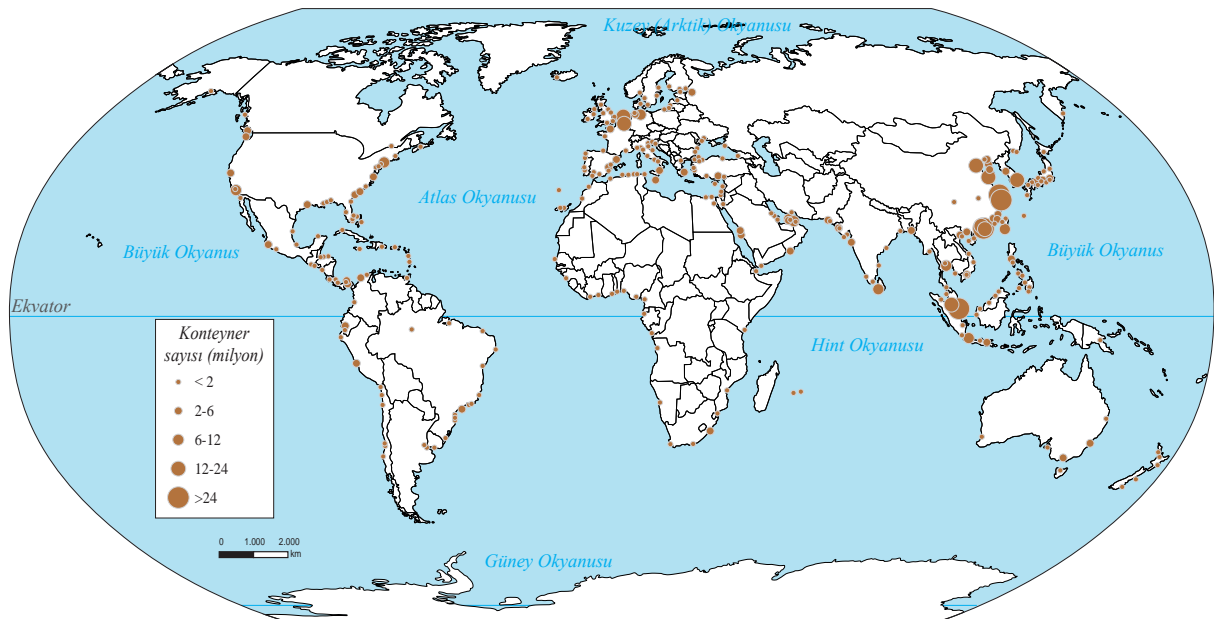 Kuzey (Arktik) Okyanusu
Atlas Okyanusu
Büyük Okyanus
Büyük Okyanus
Ekvator
Hint Okyanusu
Konteyner
sayısı (milyon)
< 2
2-6
6-12
12-24
>24
0 1.000 2.000
km
Güney Okyanusu